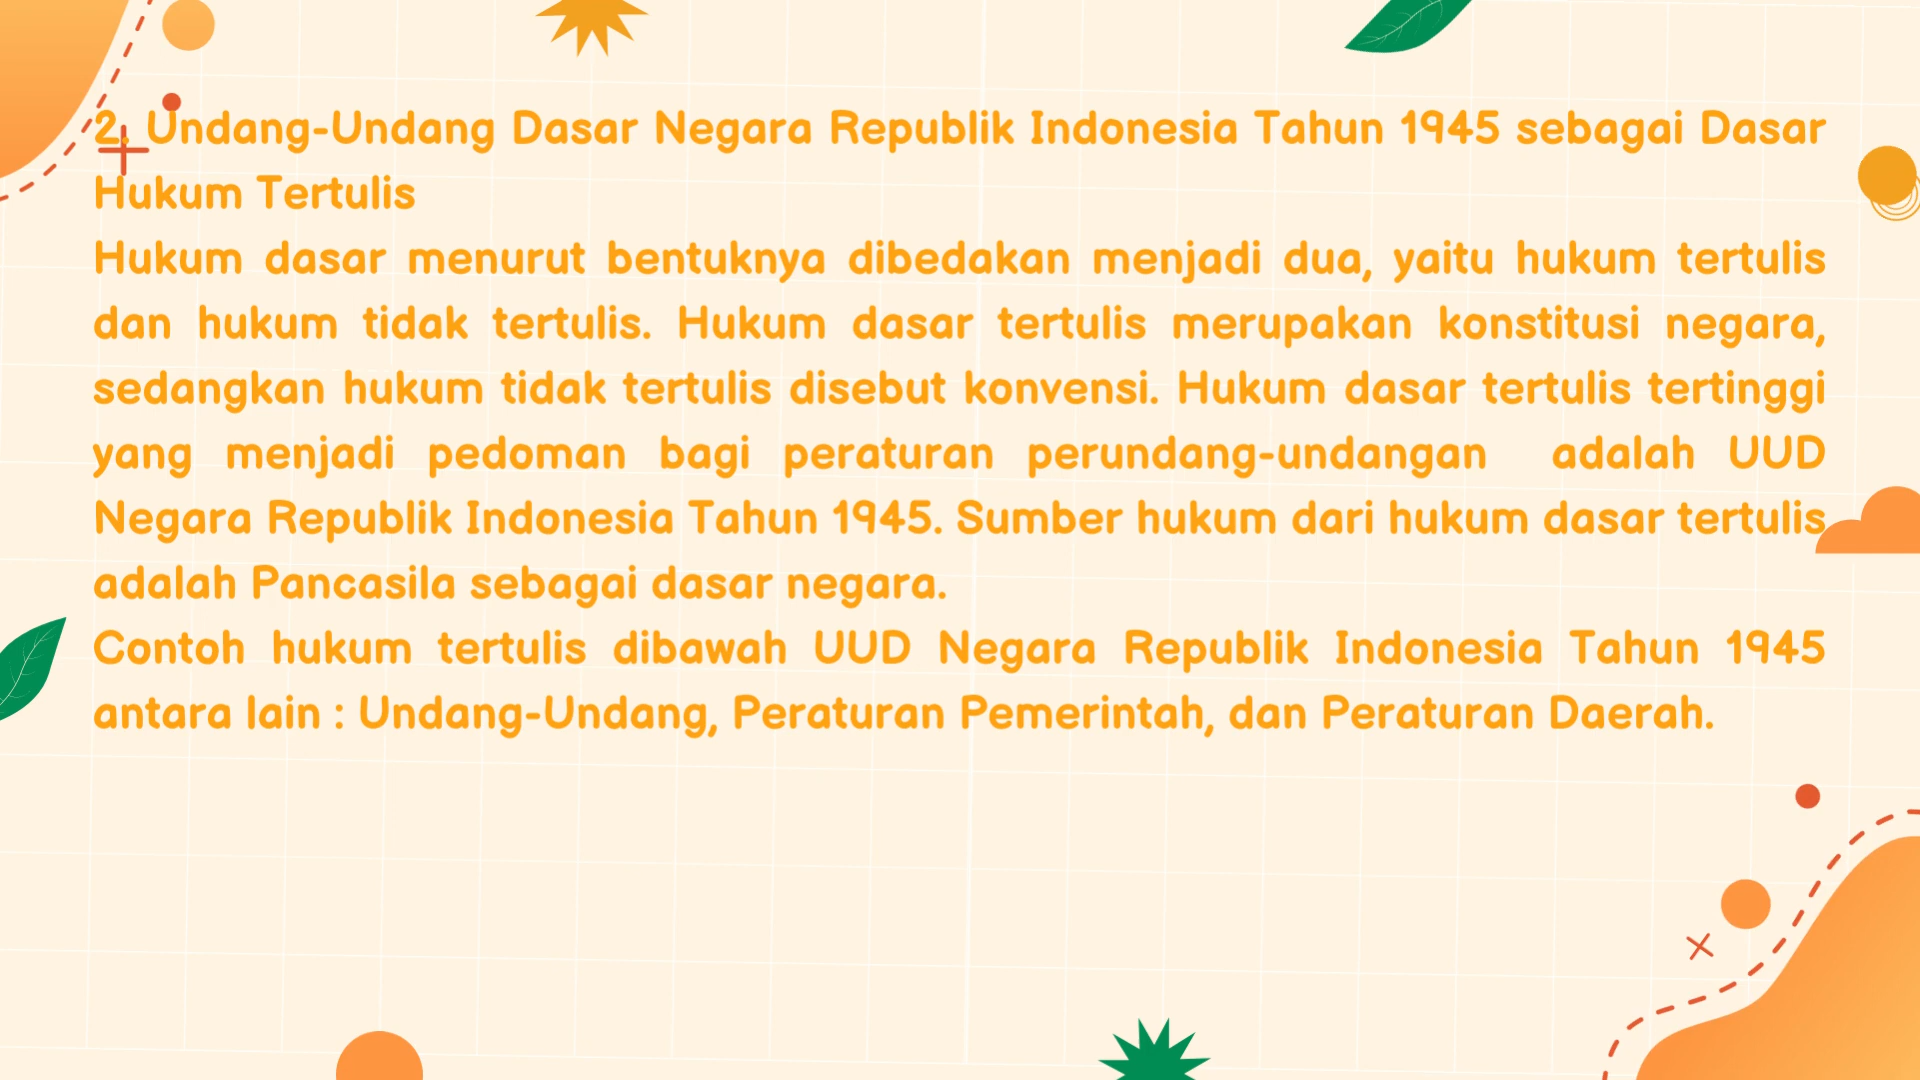 2. Undang-Undang Dasar Negara Republik Indonesia Tahun 1945 sebagai Dasar
Hukum Tertulis
Hukum dasar menurut bentuknya dibedakan menjadi dua, yaitu hukum tertulis
dan hukum tidak tertulis. Hukum dasar tertulis merupakan konstitusi negara,
sedangkan hukum tidak tertulis disebut konvensi. Hukum dasar tertulis tertinggi
yang menjadi pedoman bagi peraturan perundang-undangan adalah UUD
Negara Republik Indonesia Tahun 1945. Sumber hukum dari hukum dasar tertulis
adalah Pancasila sebagai dasar negara.
Contoh hukum tertulis dibawah UUD Negara Republik Indonesia Tahun 1945
antara lain : Undang-Undang, Peraturan Pemerintah, dan Peraturan Daerah.